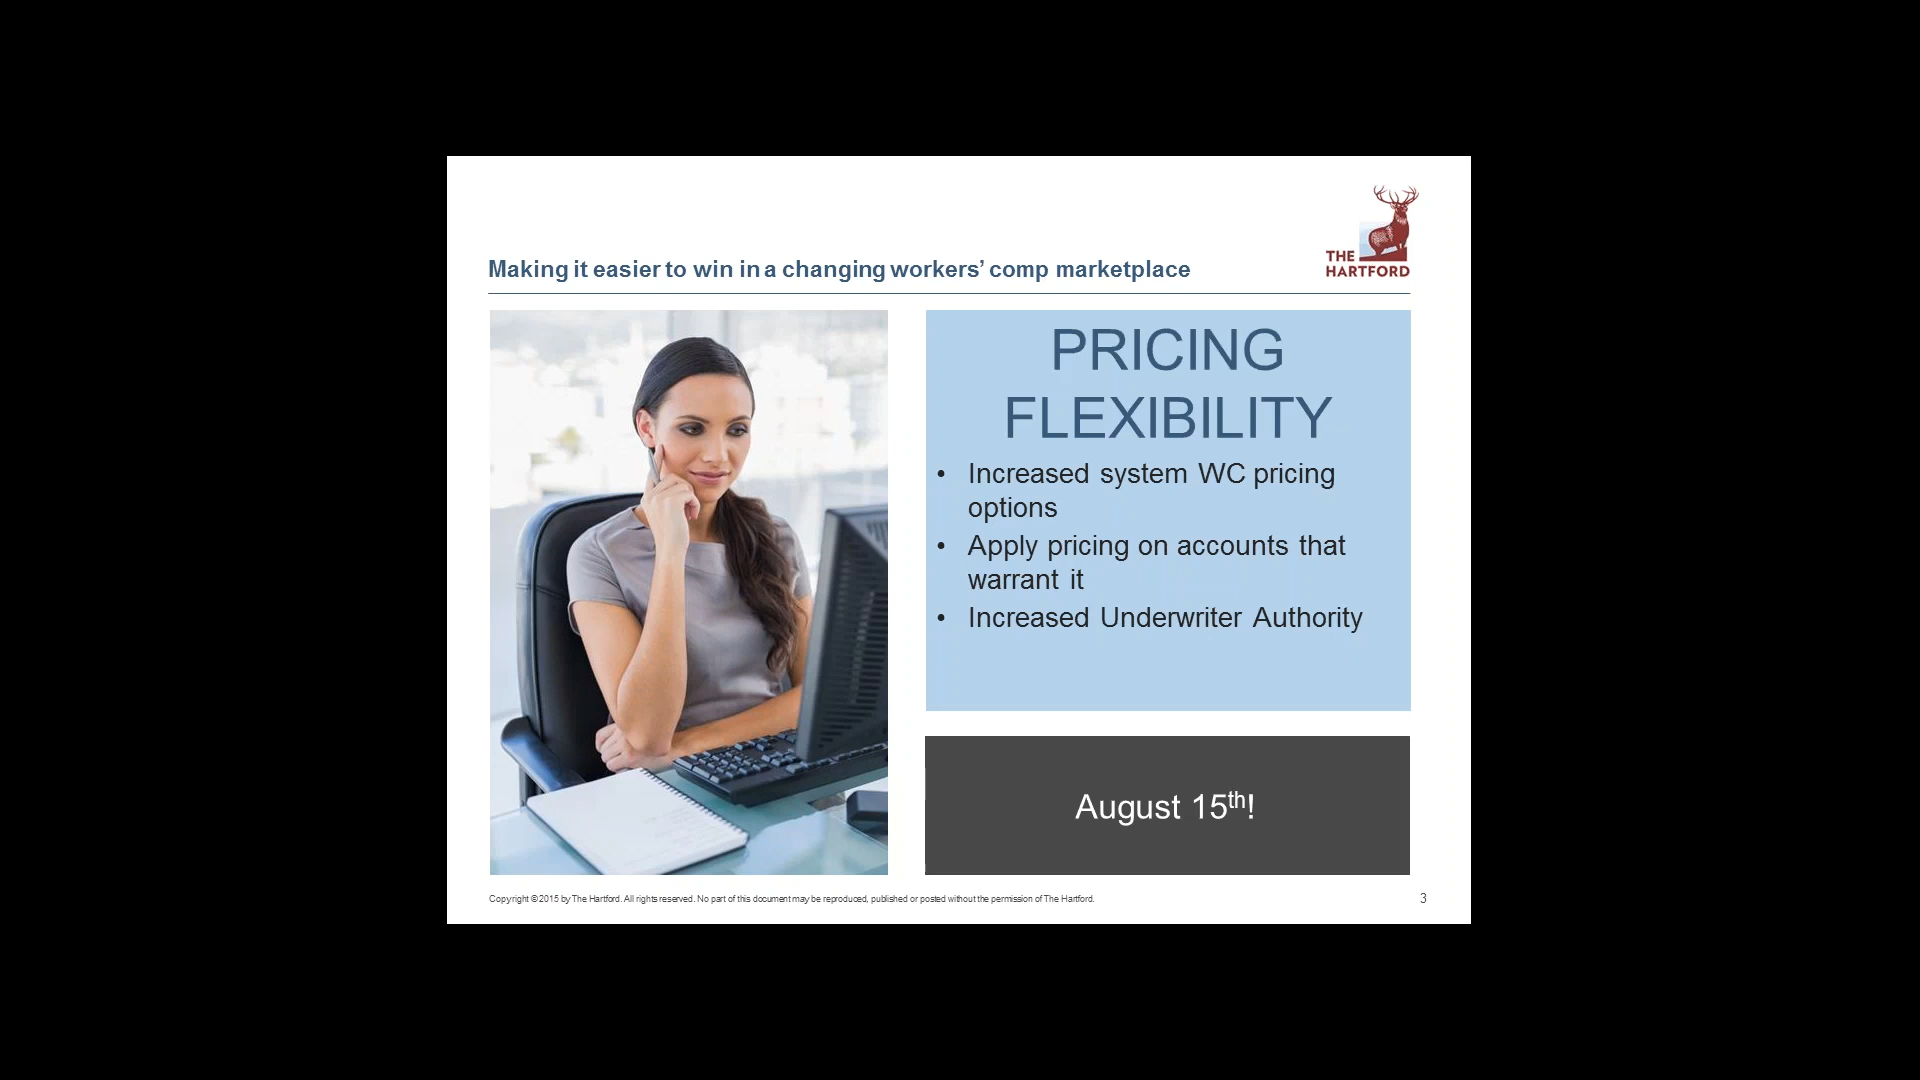 THE
HARTFORD
Making it easier to win in a changing workers’ comp marketplace
PRICING
FLEXIBILITY
• Increased system WC pricing
options
• Apply pricing on accounts that
warrant it
• Increased Underwriter Authority
August 15th!
Copyright © 2015 by The Hartford. All rights reserved. No part of this document may be reproduced, published or posted without the permission of The Hartford.
3